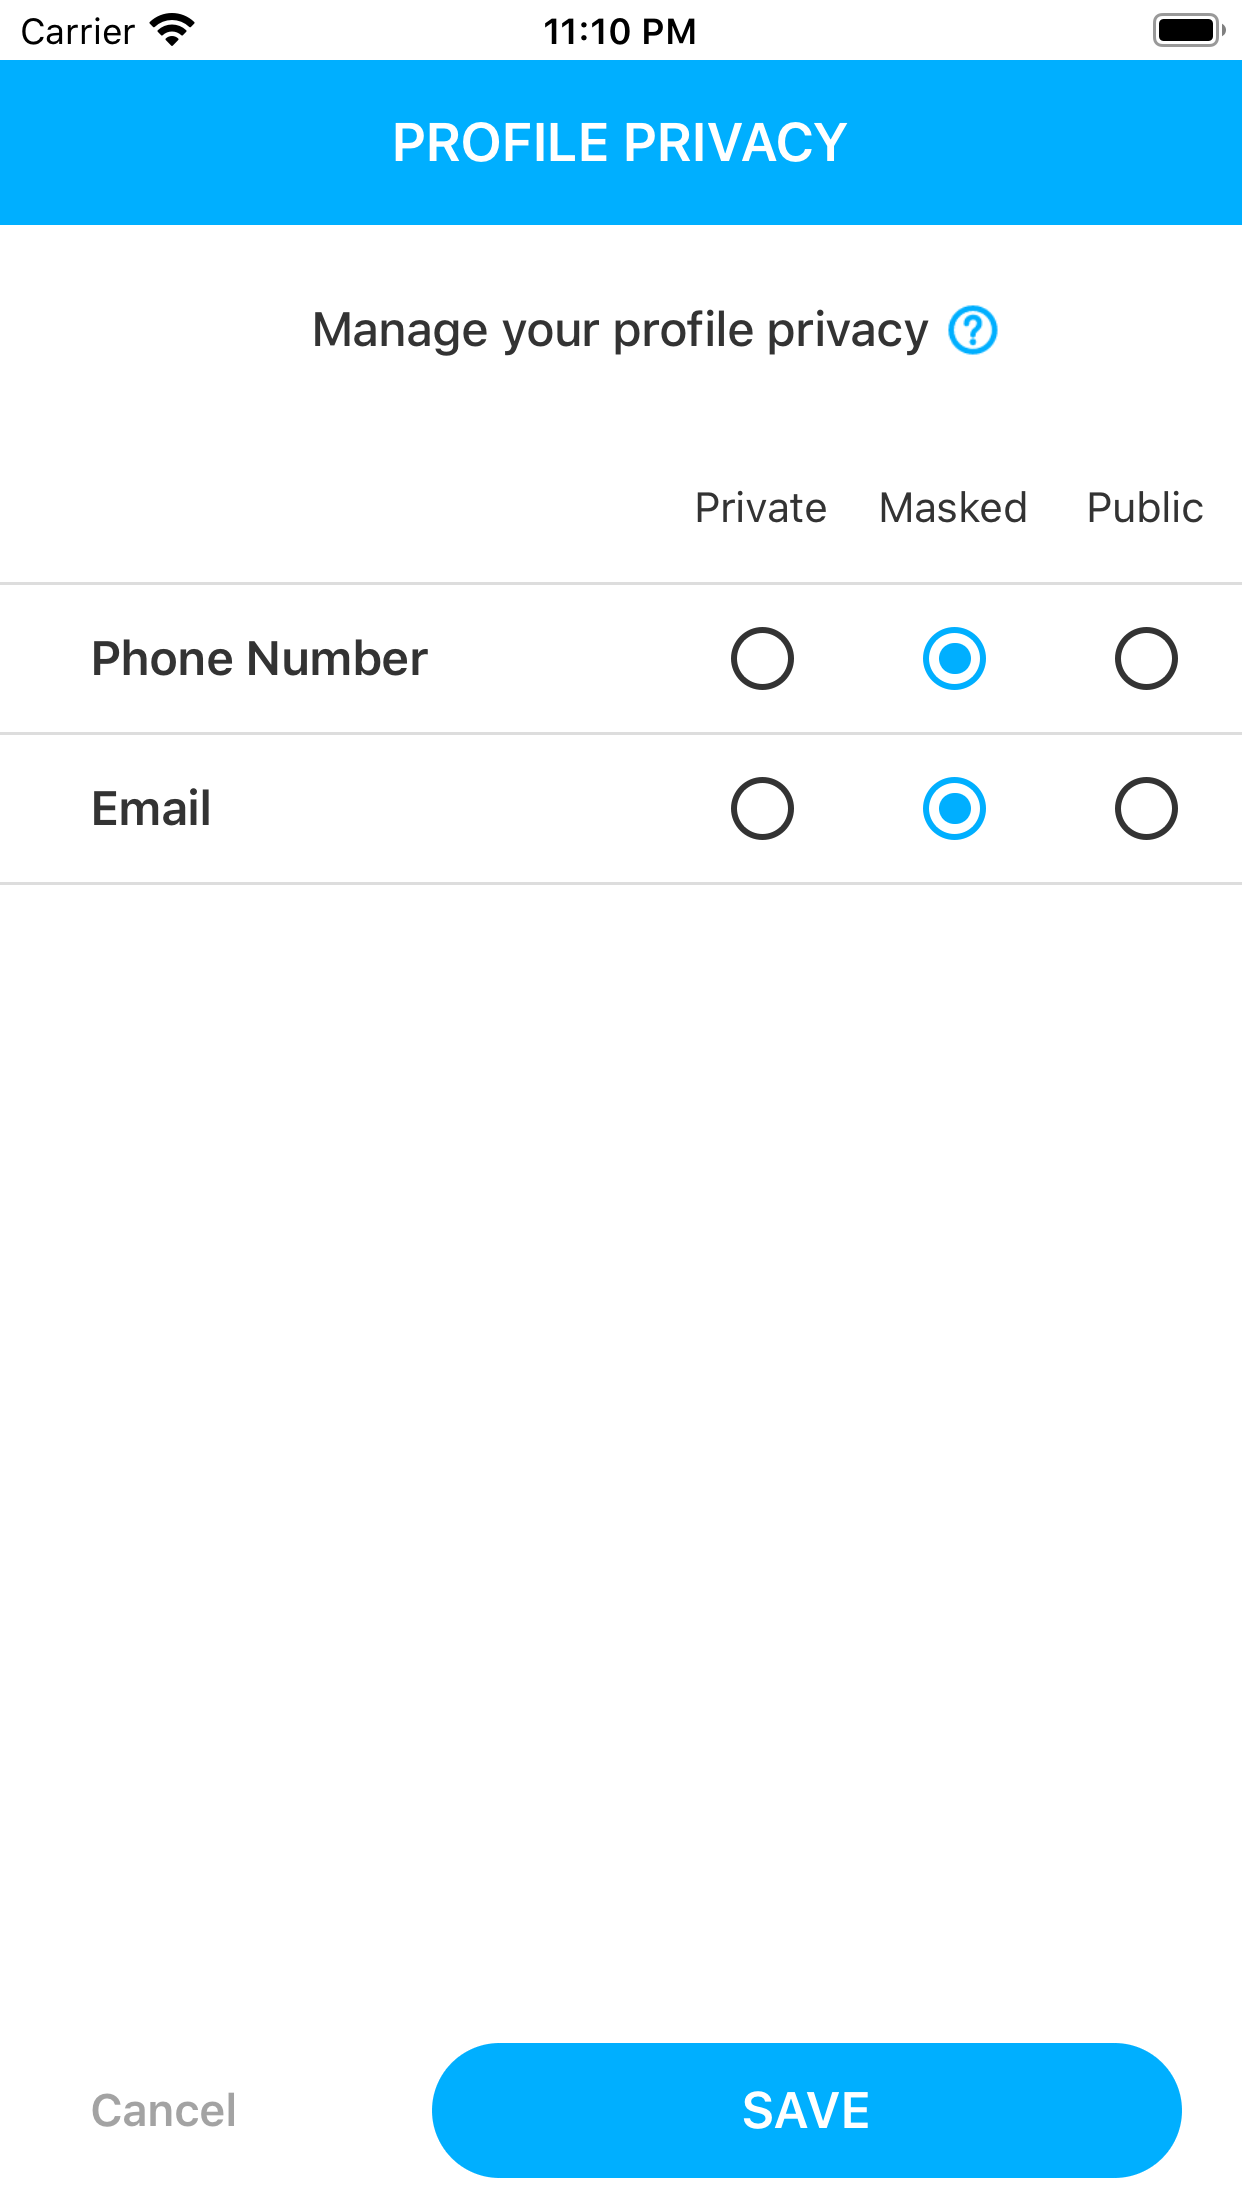 Carrier 11:10 PM
PROFILE PRIVACY
Manage your profile privacy ?
Private Masked Public
Phone Number
Email
Cancel SAVE